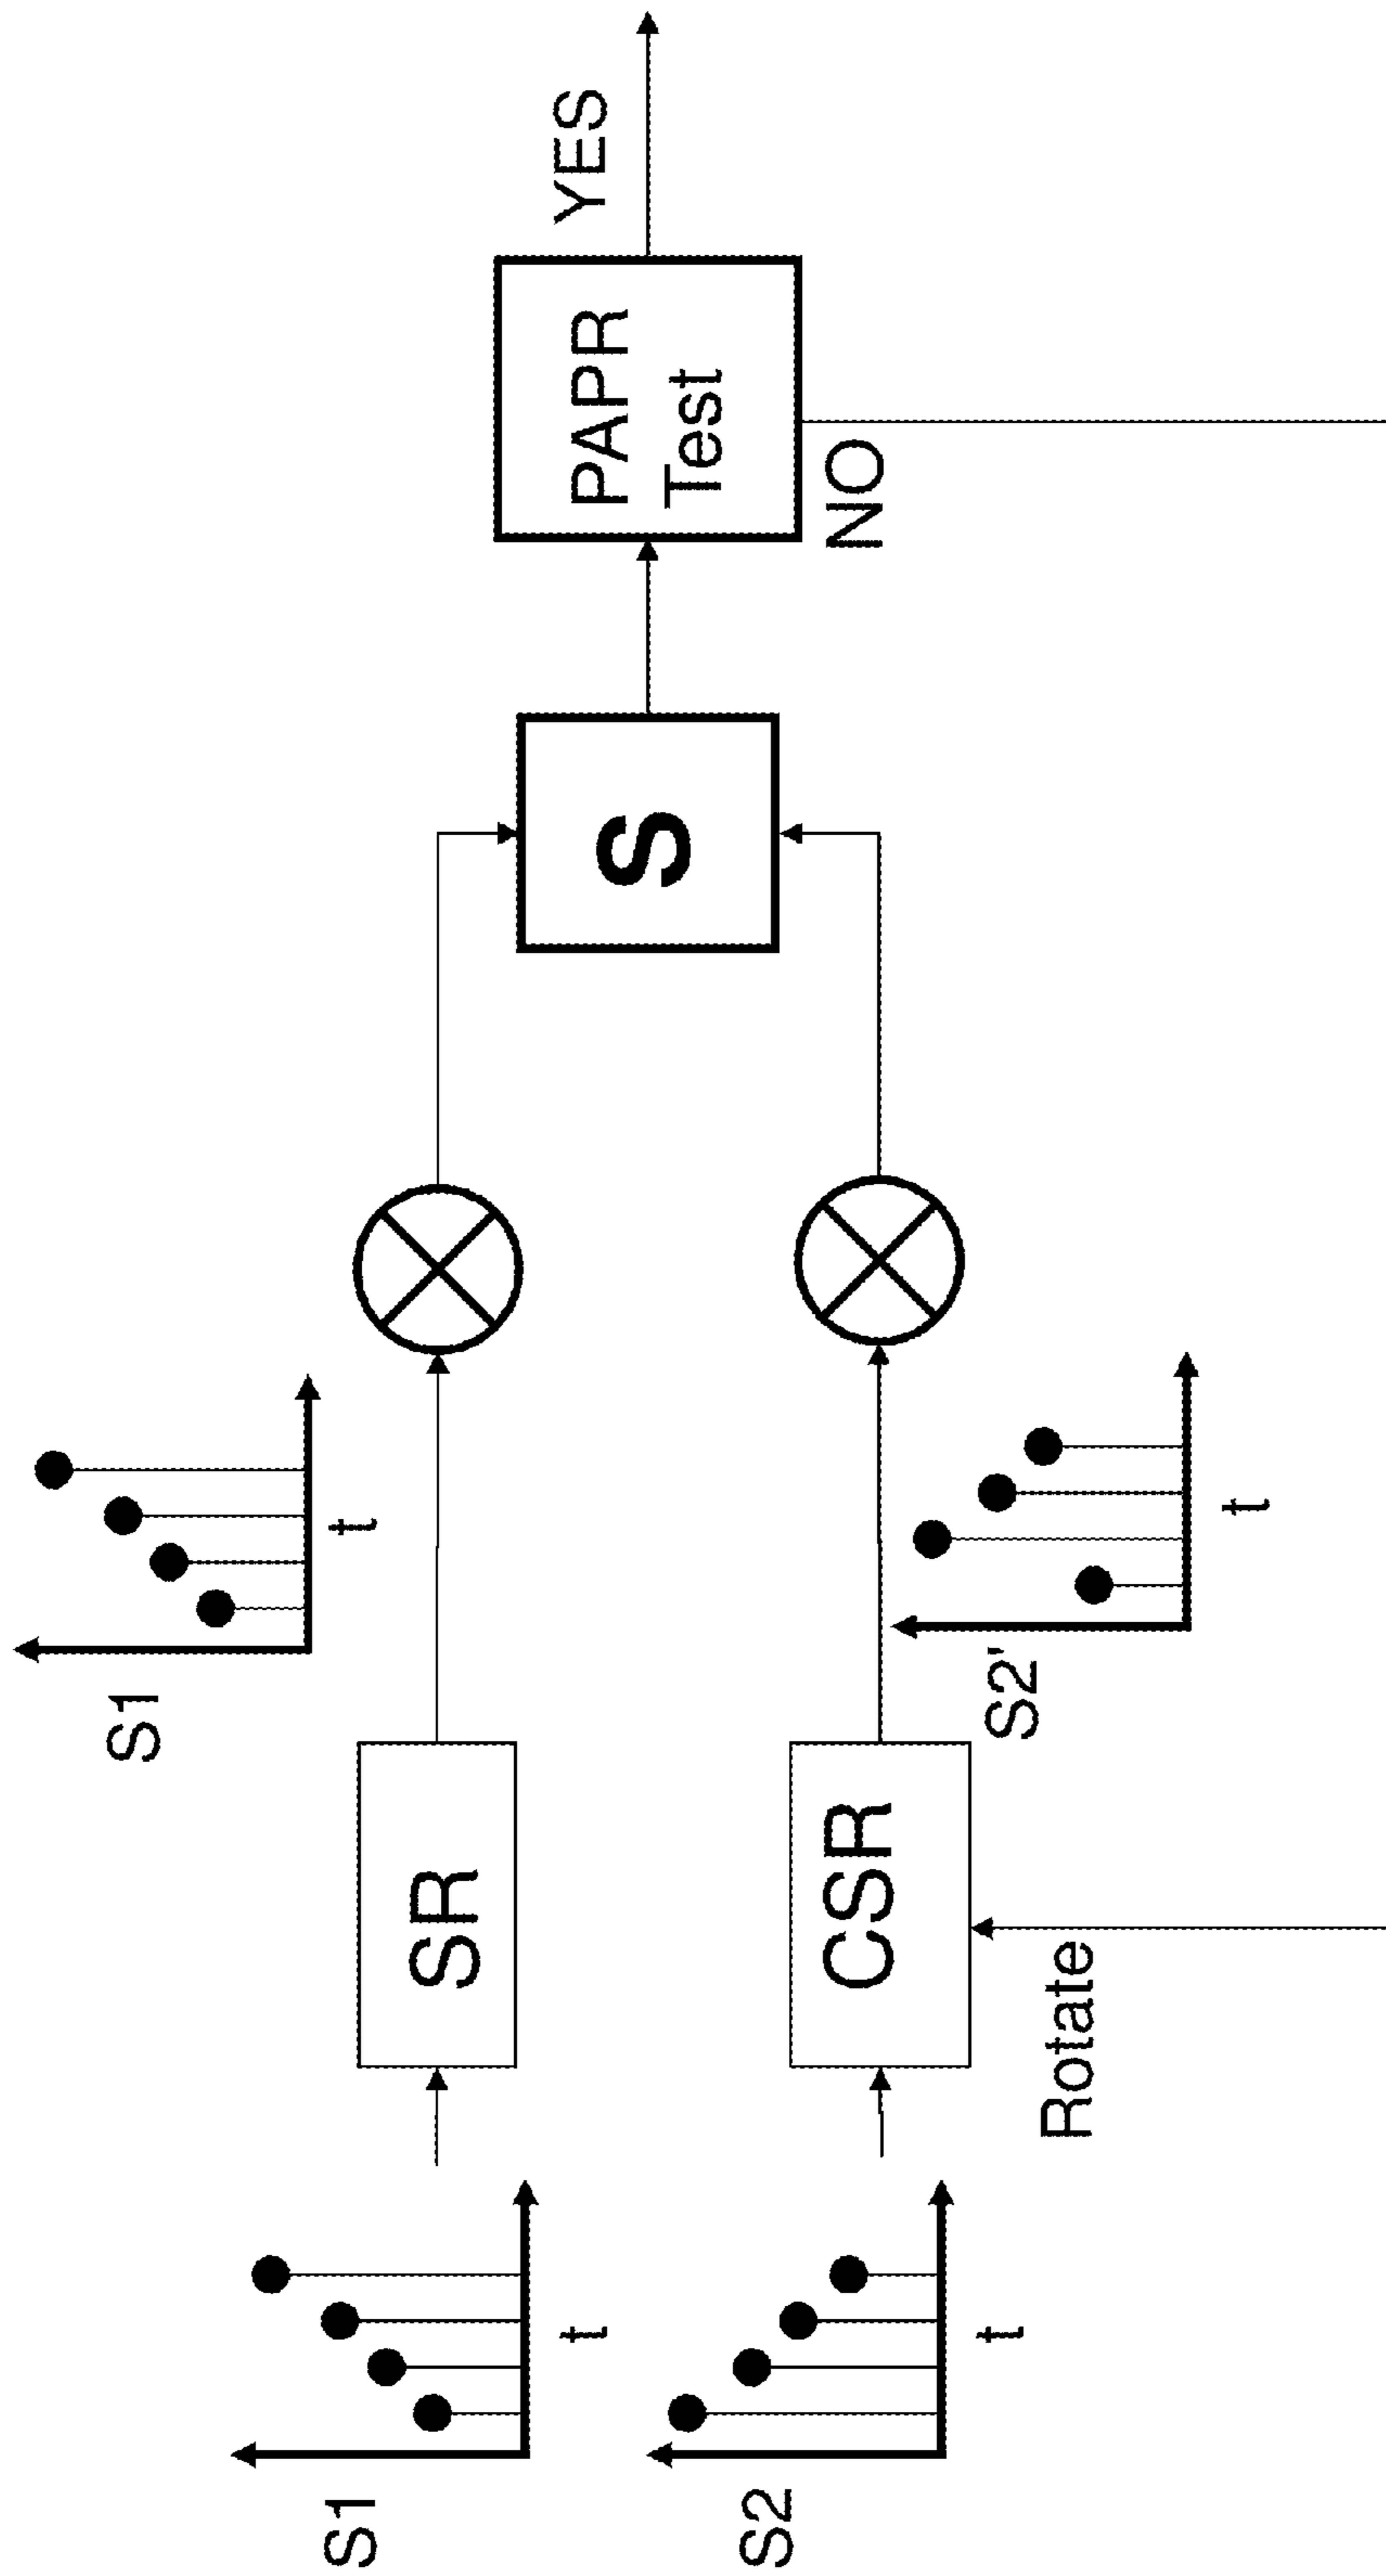 S1
t
SR
S1
t
S2
t
CSR
Rotate
S2'
t
S
PAPR
Test
YES
NO